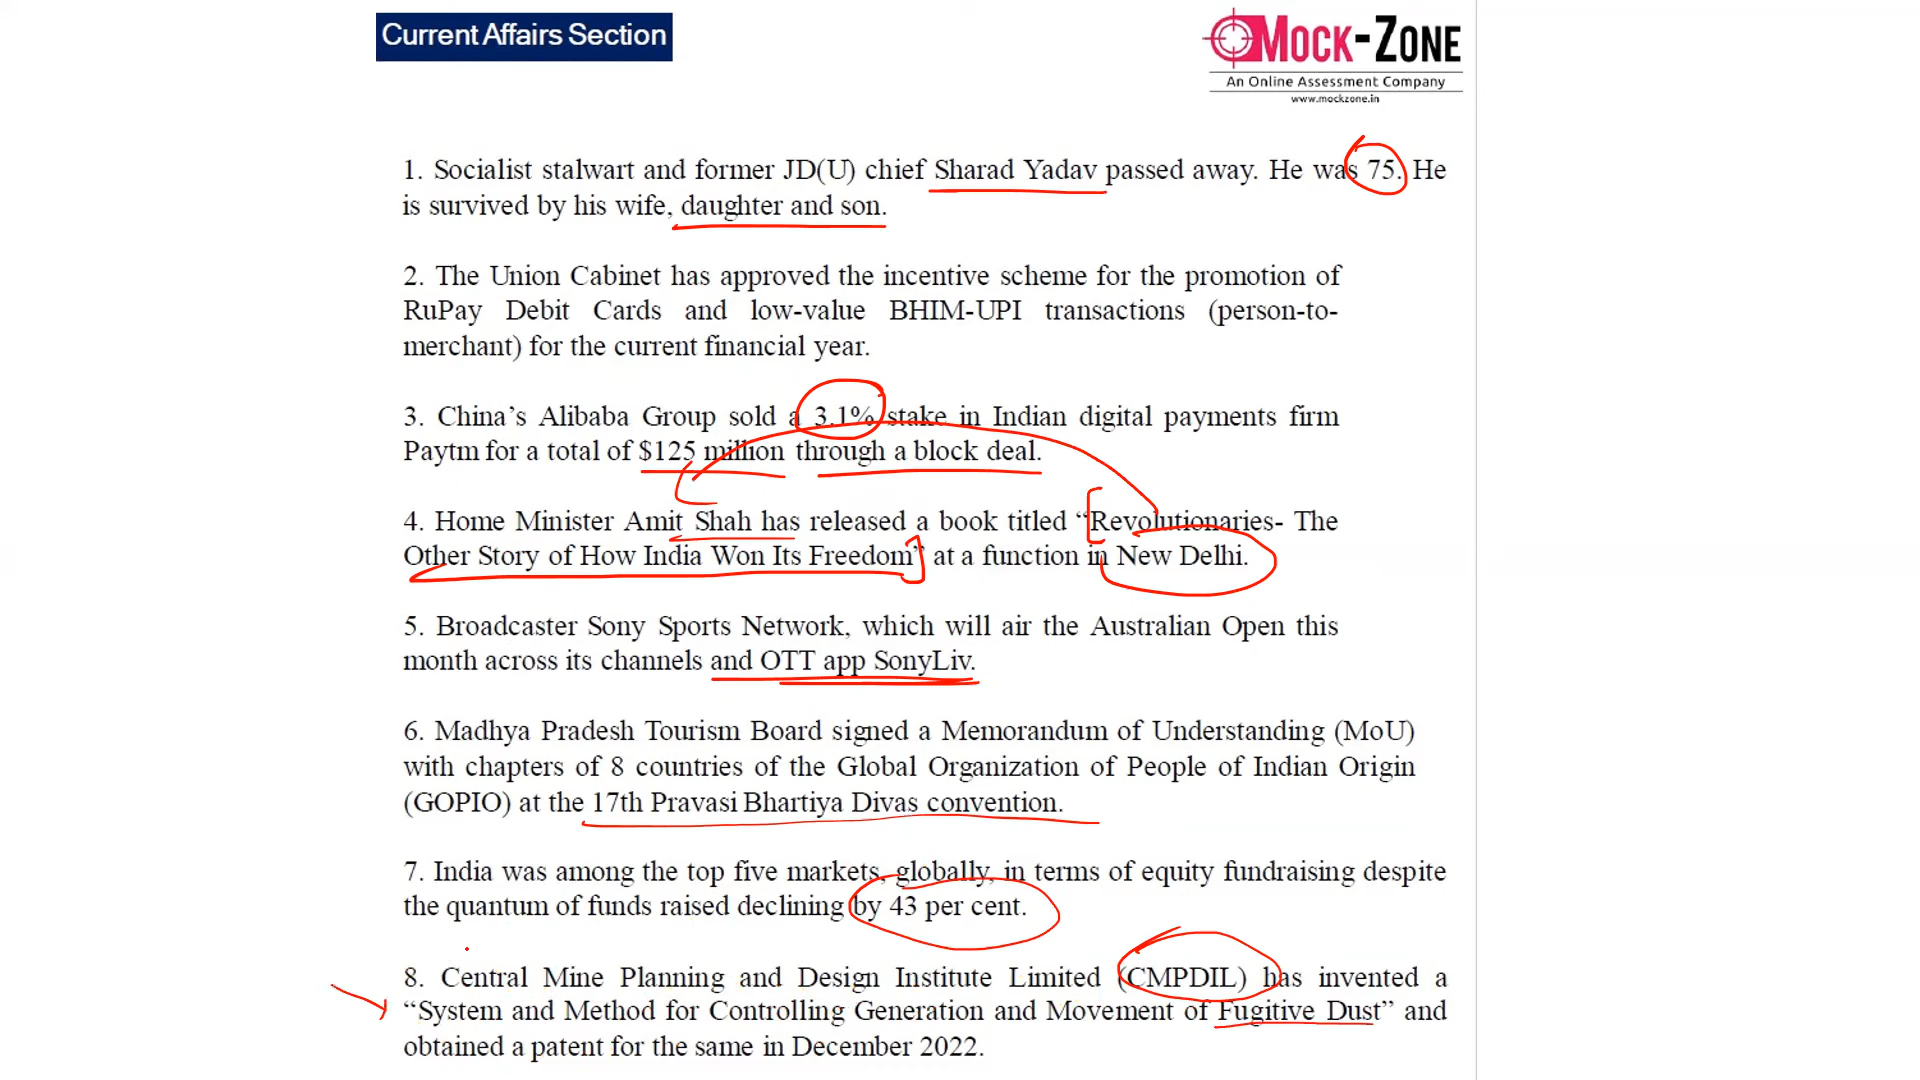 Current Affairs Section
MOCK-ZONE
An Online Assessment Company
www.mockzone.in
1. Socialist stalwart and former JD(U) chief Sharad Yadav passed away. He was 75. He
is survived by his wife, daughter and son.
2. The Union Cabinet has approved the incentive scheme for the promotion of
RuPay Debit Cards and low-value BHIM-UPI transactions (person-to-
merchant) for the current financial year.
3. China’s Alibaba Group sold a 3.1% stake in Indian digital payments firm
Paytm for a total of $125 million through a block deal.
4. Home Minister Amit Shah has released a book titled “Revolutionaries- The
Other Story of How India Won Its Freedom” at a function in New Delhi.
5. Broadcaster Sony Sports Network, which will air the Australian Open this
month across its channels and OTT app SonyLiv.
6. Madhya Pradesh Tourism Board signed a Memorandum of Understanding (MoU)
with chapters of 8 countries of the Global Organization of People of Indian Origin
(GOPIO) at the 17th Pravasi Bhartiya Divas convention.
7. India was among the top five markets, globally, in terms of equity fundraising despite
the quantum of funds raised declining by 43 per cent.
8. Central Mine Planning and Design Institute Limited (CMPDIL) has invented a
“System and Method for Controlling Generation and Movement of Fugitive Dust” and
obtained a patent for the same in December 2022.